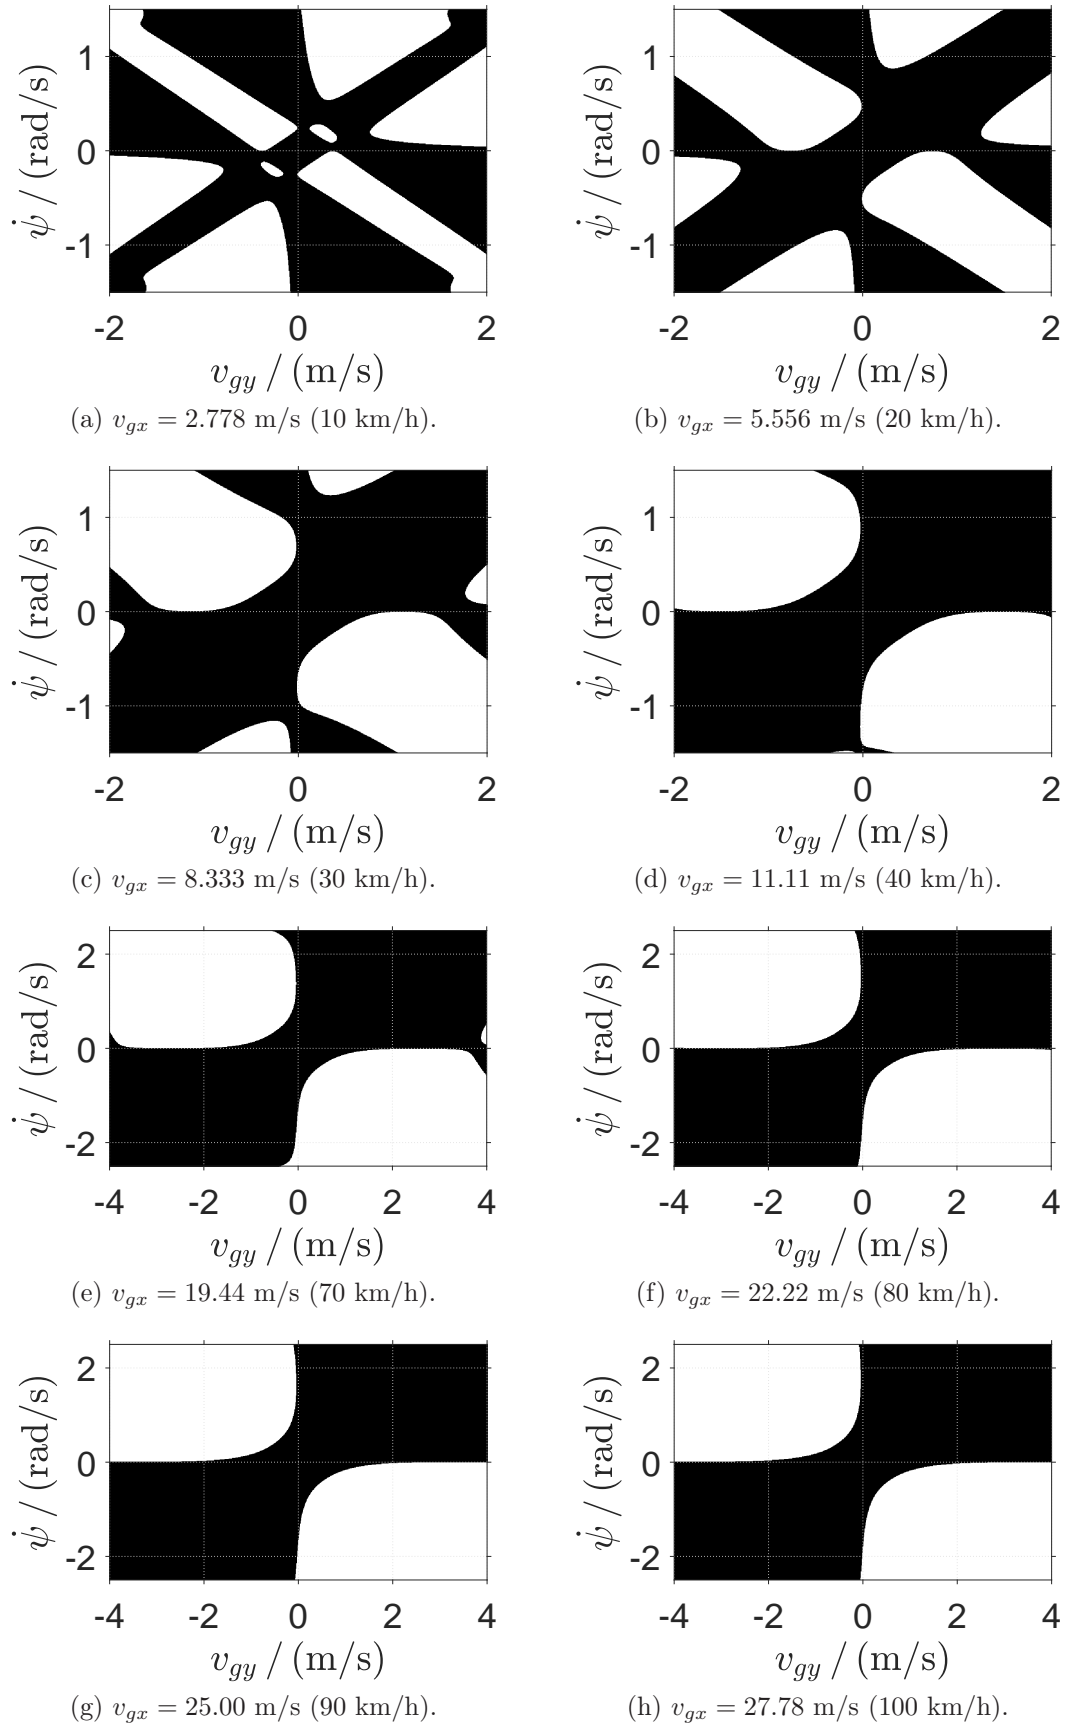 1
0
-1
ψ̇ / (rad/s)
-2 0 2
v_gy / (m/s)
(a) v_gx = 2.778 m/s (10 km/h).
1
0
-1
ψ̇ / (rad/s)
-2 0 2
v_gy / (m/s)
(b) v_gx = 5.556 m/s (20 km/h).
1
0
-1
ψ̇ / (rad/s)
-2 0 2
v_gy / (m/s)
(c) v_gx = 8.333 m/s (30 km/h).
1
0
-1
ψ̇ / (rad/s)
-2 0 2
v_gy / (m/s)
(d) v_gx = 11.11 m/s (40 km/h).
2
0
-2
ψ̇ / (rad/s)
-4 -2 0 2 4
v_gy / (m/s)
(e) v_gx = 19.44 m/s (70 km/h).
2
0
-2
ψ̇ / (rad/s)
-4 -2 0 2 4
v_gy / (m/s)
(f) v_gx = 22.22 m/s (80 km/h).
2
0
-2
ψ̇ / (rad/s)
-4 -2 0 2 4
v_gy / (m/s)
(g) v_gx = 25.00 m/s (90 km/h).
2
0
-2
ψ̇ / (rad/s)
-4 -2 0 2 4
v_gy / (m/s)
(h) v_gx = 27.78 m/s (100 km/h).